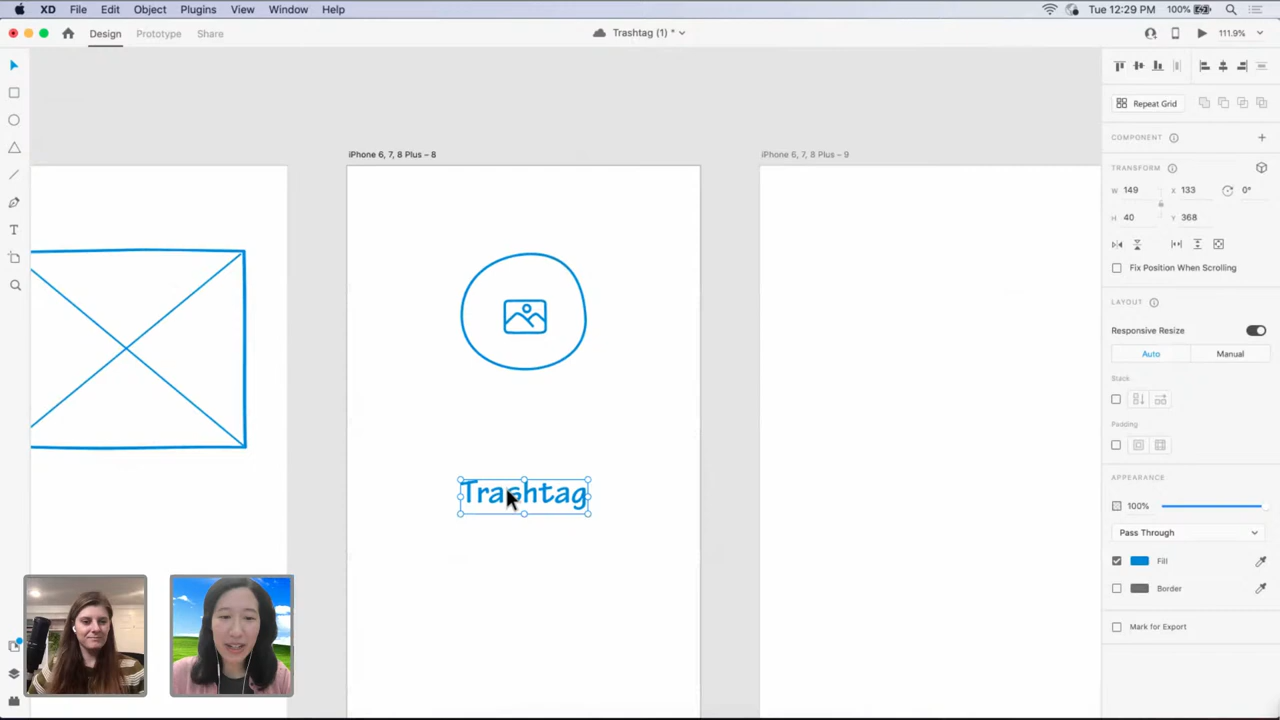 XD File Edit Object Plugins View Window Help Tue 12:29 PM 100%
Design Prototype Share Trashtag (1) * 111.9%
Repeat Grid
COMPONENT
iPhone 6, 7, 8 Plus – 8 iPhone 6, 7, 8 Plus – 9
TRANSFORM
W 149 X 133 0°
H 40 Y 368
Fix Position When Scrolling
LAYOUT
Responsive Resize
Auto Manual
Stack
Padding
APPEARANCE
Trashtag
100%
Pass Through
Fill
Border
Mark for Export